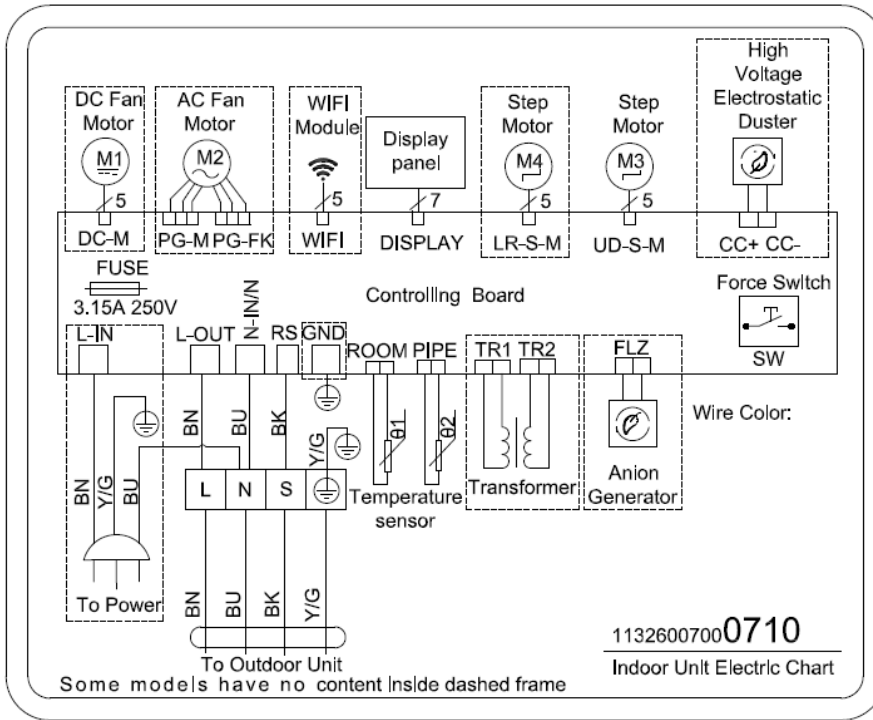 High
Voltage
Electrostatic
Duster
DC Fan
Motor
AC Fan
Motor
WIFI
Module
Display
panel
Step
Motor
Step
Motor
M1
M2
M4
M3
5
5
7
5
5
DC-M
PG-M PG-FK
WIFI
DISPLAY
LR-S-M
UD-S-M
CC+ CC-
FUSE
3.15A 250V
Controlling Board
Force Switch
SW
L-IN
L-OUT
N-IN/N
RS
GND
ROOM
PIPE
TR1
TR2
FLZ
BN
BU
BK
Y/G
θ1
θ2
Wire Color:
BN
Y/G
BU
L
N
S
Temperature
sensor
Transformer
Anion
Generator
To Power
BN
BU
BK
Y/G
To Outdoor Unit
11326007000710
Indoor Unit Electric Chart
Some models have no content inside dashed frame